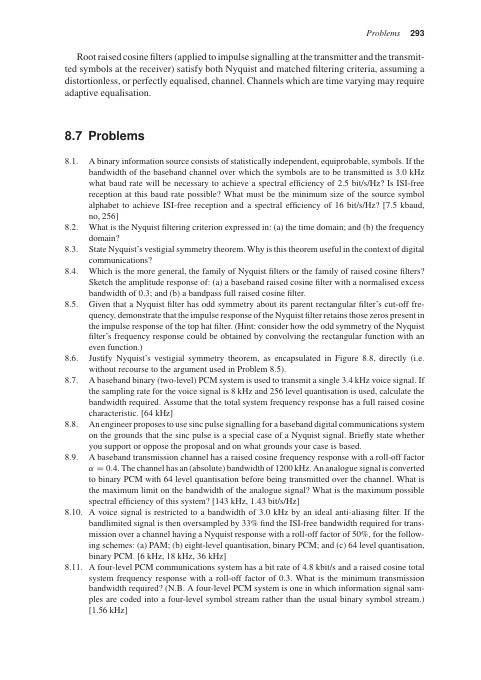 Problems 293
Root raised cosine filters (applied to impulse signalling at the transmitter and the transmit-
ted symbols at the receiver) satisfy both Nyquist and matched filtering criteria, assuming a
distortionless, or perfectly equalised, channel. Channels which are time varying may require
adaptive equalisation.
8.7 Problems
8.1. A binary information source consists of statistically independent, equiprobable, symbols. If the
bandwidth of the baseband channel over which the symbols are to be transmitted is 3.0 kHz
what baud rate will be necessary to achieve a spectral efficiency of 2.5 bit/s/Hz? Is ISI-free
reception at this baud rate possible? What must be the minimum size of the source symbol
alphabet to achieve ISI-free reception and a spectral efficiency of 16 bit/s/Hz? [7.5 kbaud,
no, 256]
8.2. What is the Nyquist filtering criterion expressed in: (a) the time domain; and (b) the frequency
domain?
8.3. State Nyquist's vestigial symmetry theorem. Why is this theorem useful in the context of digital
communications?
8.4. Which is the more general, the family of Nyquist filters or the family of raised cosine filters?
Sketch the amplitude response of: (a) a baseband raised cosine filter with a normalised excess
bandwidth of 0.3; and (b) a bandpass full raised cosine filter.
8.5. Given that a Nyquist filter has odd symmetry about its parent rectangular filter's cut-off fre-
quency, demonstrate that the impulse response of the Nyquist filter retains those zeros present in
the impulse response of the top hat filter. (Hint: consider how the odd symmetry of the Nyquist
filter's frequency response could be obtained by convolving the rectangular function with an
even function.)
8.6. Justify Nyquist's vestigial symmetry theorem, as encapsulated in Figure 8.8, directly (i.e.
without recourse to the argument used in Problem 8.5).
8.7. A baseband binary (two-level) PCM system is used to transmit a single 3.4 kHz voice signal. If
the sampling rate for the voice signal is 8 kHz and 256 level quantisation is used, calculate the
bandwidth required. Assume that the total system frequency response has a full raised cosine
characteristic. [64 kHz]
8.8. An engineer proposes to use sinc pulse signalling for a baseband digital communications system
on the grounds that the sinc pulse is a special case of a Nyquist signal. Briefly state whether
you support or oppose the proposal and on what grounds your case is based.
8.9. A baseband transmission channel has a raised cosine frequency response with a roll-off factor
α = 0.4. The channel has an (absolute) bandwidth of 1200 kHz. An analogue signal is converted
to binary PCM with 64 level quantisation before being transmitted over the channel. What is
the maximum limit on the bandwidth of the analogue signal? What is the maximum possible
spectral efficiency of this system? [143 kHz, 1.43 bit/s/Hz]
8.10. A voice signal is restricted to a bandwidth of 3.0 kHz by an ideal anti-aliasing filter. If the
bandlimited signal is then oversampled by 33% find the ISI-free bandwidth required for trans-
mission over a channel having a Nyquist response with a roll-off factor of 50%, for the follow-
ing schemes: (a) PAM; (b) eight-level quantisation, binary PCM; and (c) 64 level quantisation,
binary PCM. [6 kHz, 18 kHz, 36 kHz]
8.11. A four-level PCM communications system has a bit rate of 4.8 kbit/s and a raised cosine total
system frequency response with a roll-off factor of 0.3. What is the minimum transmission
bandwidth required? (N.B. A four-level PCM system is one in which information signal sam-
ples are coded into a four-level symbol stream rather than the usual binary symbol stream.)
[1.56 kHz]